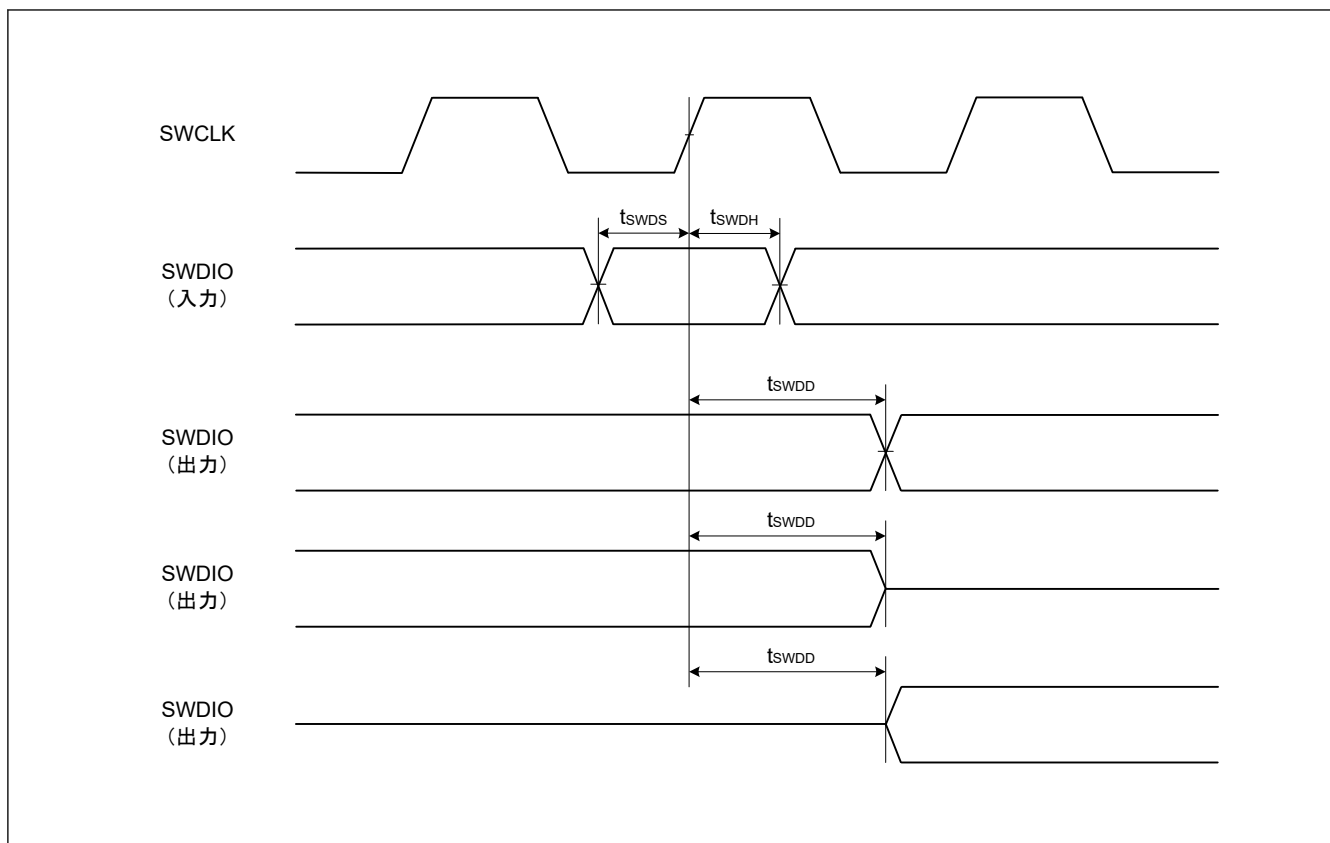 SWCLK
tSWDS
tSWDH
SWDIO
（入力）
tSWDD
SWDIO
（出力）
tSWDD
SWDIO
（出力）
tSWDD
SWDIO
（出力）